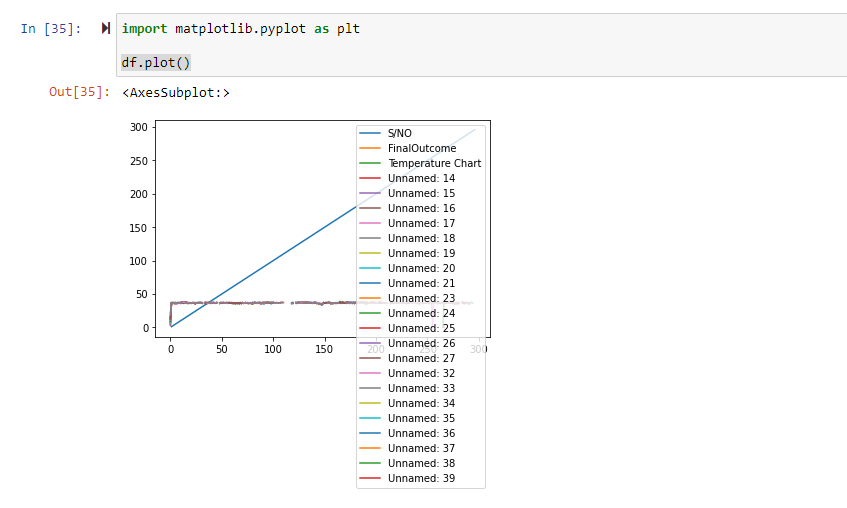 In [35]:
import matplotlib.pyplot as plt
df.plot()
Out[35]: <AxesSubplot:>
300
250
200
150
100
50
0
0 50 100 150 200 250 300
S/NO
FinalOutcome
Temperature Chart
Unnamed: 14
Unnamed: 15
Unnamed: 16
Unnamed: 17
Unnamed: 18
Unnamed: 19
Unnamed: 20
Unnamed: 21
Unnamed: 23
Unnamed: 24
Unnamed: 25
Unnamed: 26
Unnamed: 27
Unnamed: 32
Unnamed: 33
Unnamed: 34
Unnamed: 35
Unnamed: 36
Unnamed: 37
Unnamed: 38
Unnamed: 39